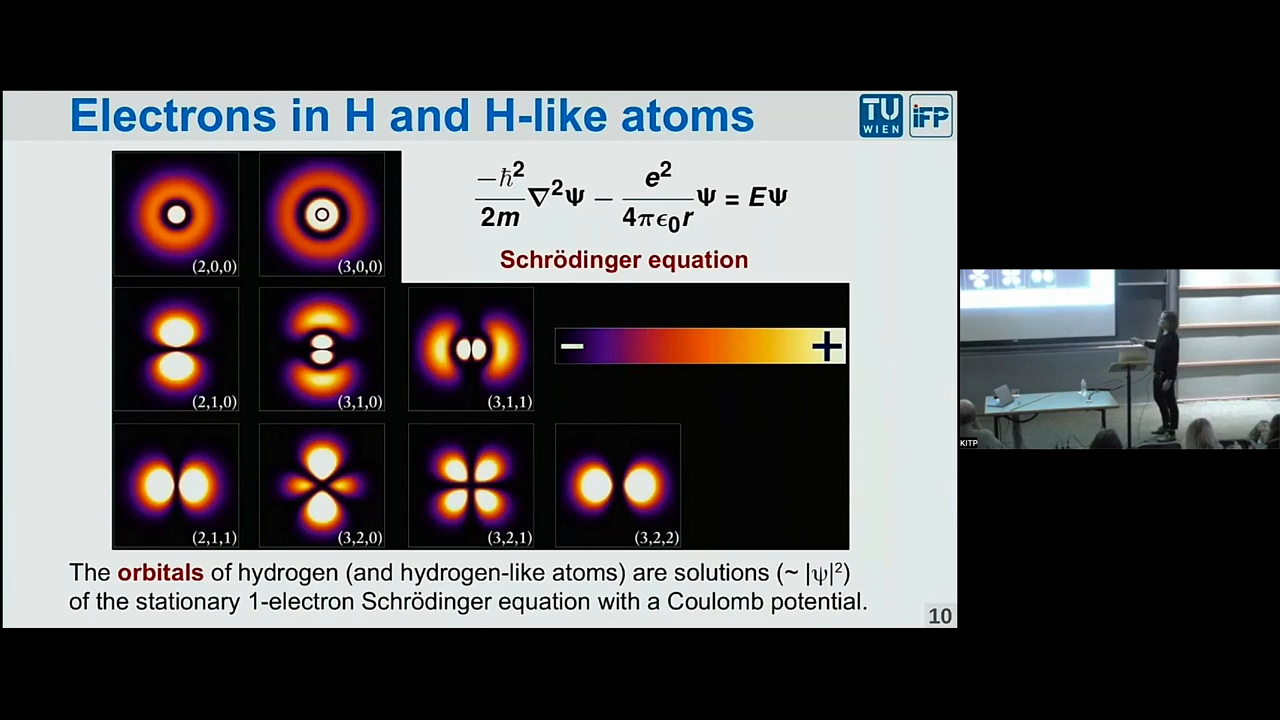 Electrons in H and H-like atoms
TU
WIEN
iFP
(2,0,0)
(3,0,0)
−ℏ²/2m ∇²Ψ − e²/4πϵ₀r Ψ = EΨ
Schrödinger equation
(2,1,0)
(3,1,0)
(3,1,1)
− +
(2,1,1)
(3,2,0)
(3,2,1)
(3,2,2)
The orbitals of hydrogen (and hydrogen-like atoms) are solutions (~ |ψ|²)
of the stationary 1-electron Schrödinger equation with a Coulomb potential.
10
KITP